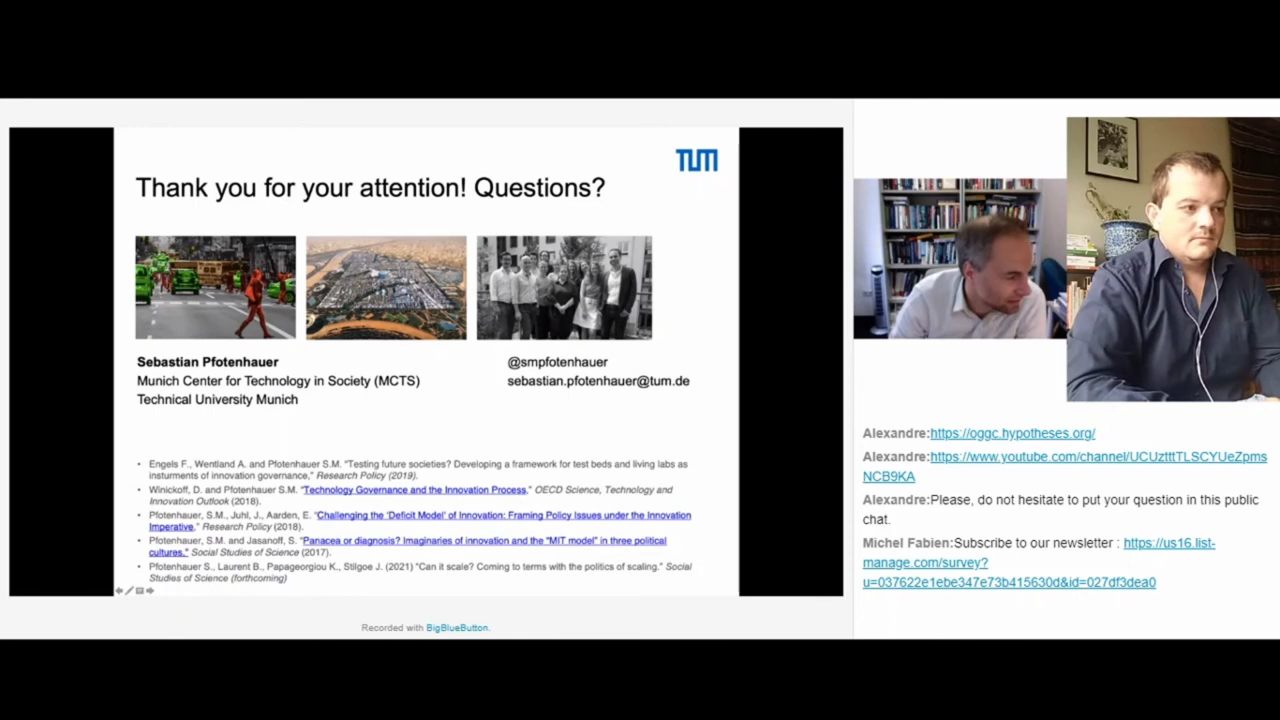 TUM
Thank you for your attention! Questions?
Sebastian Pfotenhauer
Munich Center for Technology in Society (MCTS)
Technical University Munich
@smpfotenhauer
sebastian.pfotenhauer@tum.de
• Engels F., Wentland A. and Pfotenhauer S.M. “Testing future societies? Developing a framework for test beds and living labs as
insturments of innovation governance,” Research Policy (2019).
• Winickoff, D. and Pfotenhauer S.M. “Technology Governance and the Innovation Process,” OECD Science, Technology and
Innovation Outlook (2018).
• Pfotenhauer, S.M., Juhl, J., Aarden, E. “Challenging the ‘Deficit Model’ of Innovation: Framing Policy Issues under the Innovation
Imperative,” Research Policy (2018).
• Pfotenhauer, S.M. and Jasanoff, S. “Panacea or diagnosis? Imaginaries of innovation and the “MIT model” in three political
cultures,” Social Studies of Science (2017).
• Pfotenhauer S., Laurent B., Papageorgiou K., Stilgoe J. (2021) “Can it scale? Coming to terms with the politics of scaling.” Social
Studies of Science (forthcoming)
Recorded with BigBlueButton.
Alexandre:https://oggc.hypotheses.org/
Alexandre:https://www.youtube.com/channel/UCUztttTLSCYUeZpms
NCB9KA
Alexandre:Please, do not hesitate to put your question in this public
chat.
Michel Fabien:Subscribe to our newsletter : https://us16.list-
manage.com/survey?
u=037622e1ebe347e73b415630d&id=027df3dea0